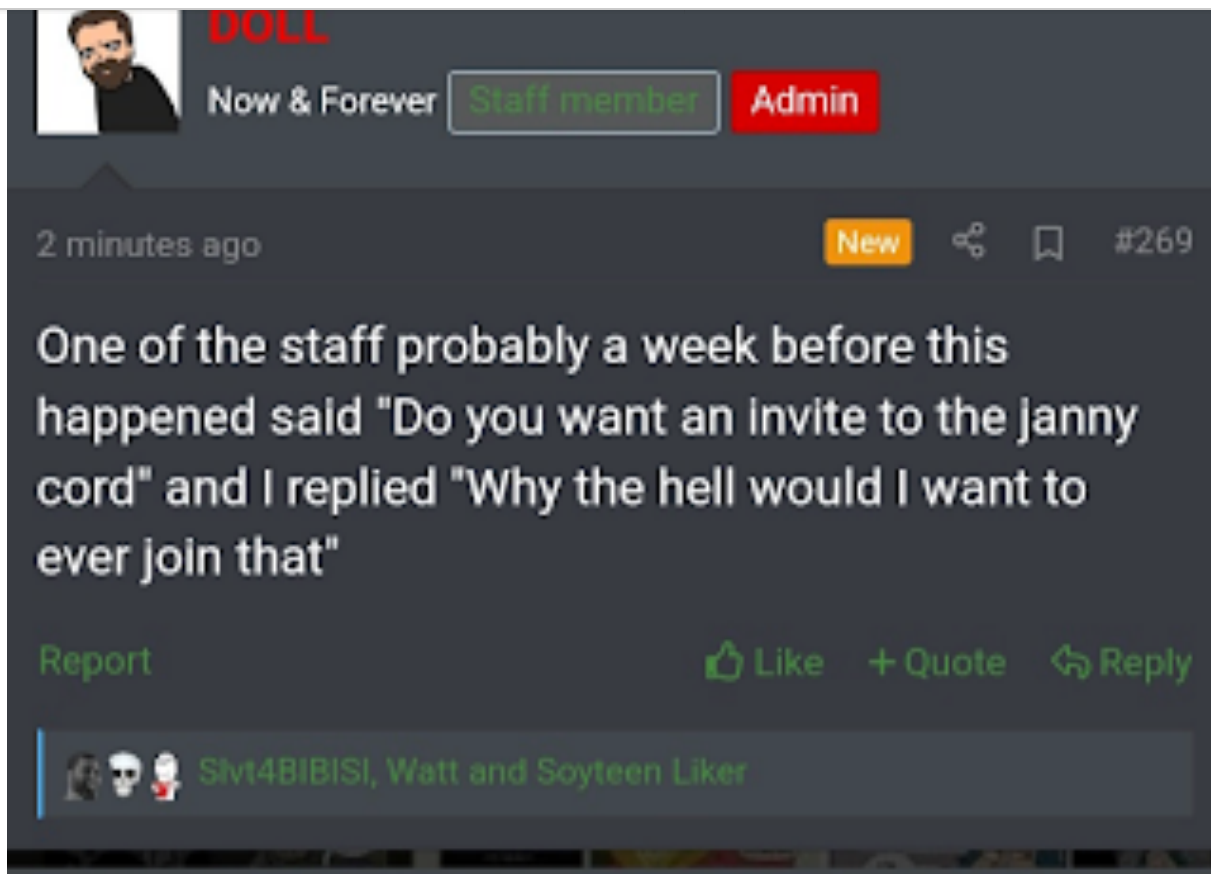 DOLL
Now & Forever Staff member Admin
2 minutes ago New #269
One of the staff probably a week before this
happened said "Do you want an invite to the janny
cord" and I replied "Why the hell would I want to
ever join that"
Report Like + Quote Reply
Slvt4BIBISI, Watt and Soyteen Liker